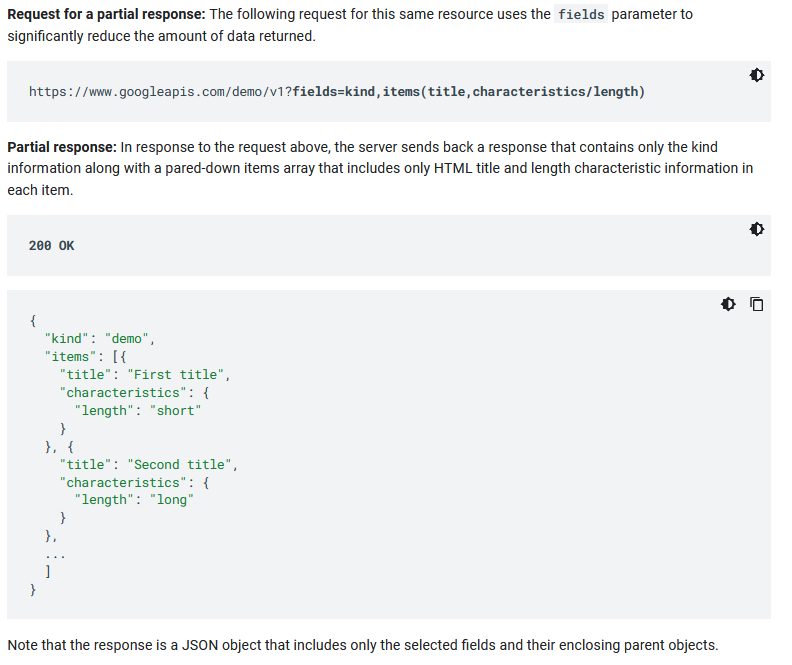 Request for a partial response: The following request for this same resource uses the fields parameter to
significantly reduce the amount of data returned.
https://www.googleapis.com/demo/v1?fields=kind,items(title,characteristics/length)
Partial response: In response to the request above, the server sends back a response that contains only the kind
information along with a pared-down items array that includes only HTML title and length characteristic information in
each item.
200 OK
{
  "kind": "demo",
  "items": [{
    "title": "First title",
    "characteristics": {
      "length": "short"
    }
  }, {
    "title": "Second title",
    "characteristics": {
      "length": "long"
    }
  },
  ...
  ]
}
Note that the response is a JSON object that includes only the selected fields and their enclosing parent objects.